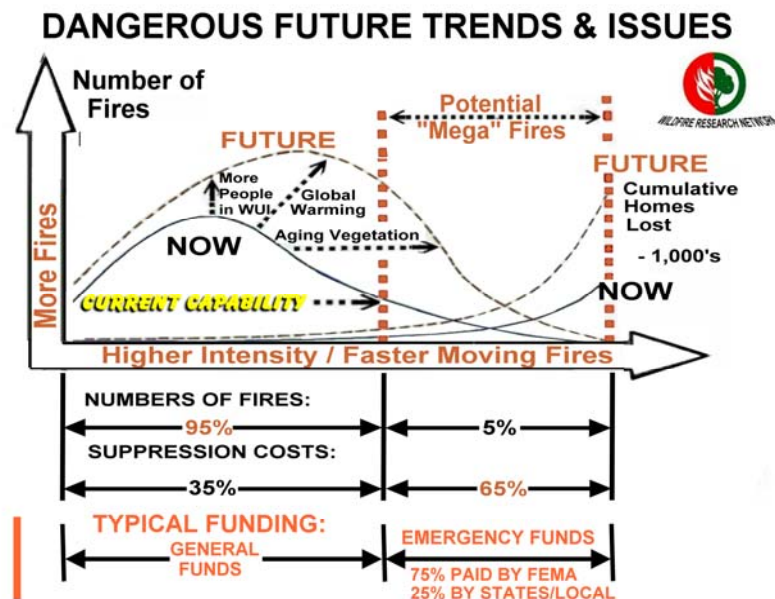 DANGEROUS FUTURE TRENDS & ISSUES
Number of
Fires
WILDFIRE RESEARCH NETWORK
Potential
"Mega" Fires
FUTURE
FUTURE
More
People
in WUI
Global
Warming
Cumulative
Homes
Lost
- 1,000's
NOW
Aging Vegetation
NOW
More Fires
CURRENT CAPABILITY
Higher Intensity / Faster Moving Fires
NUMBERS OF FIRES:
95%
5%
SUPPRESSION COSTS:
35%
65%
TYPICAL FUNDING:
GENERAL
FUNDS
EMERGENCY FUNDS
75% PAID BY FEMA
25% BY STATES/LOCAL